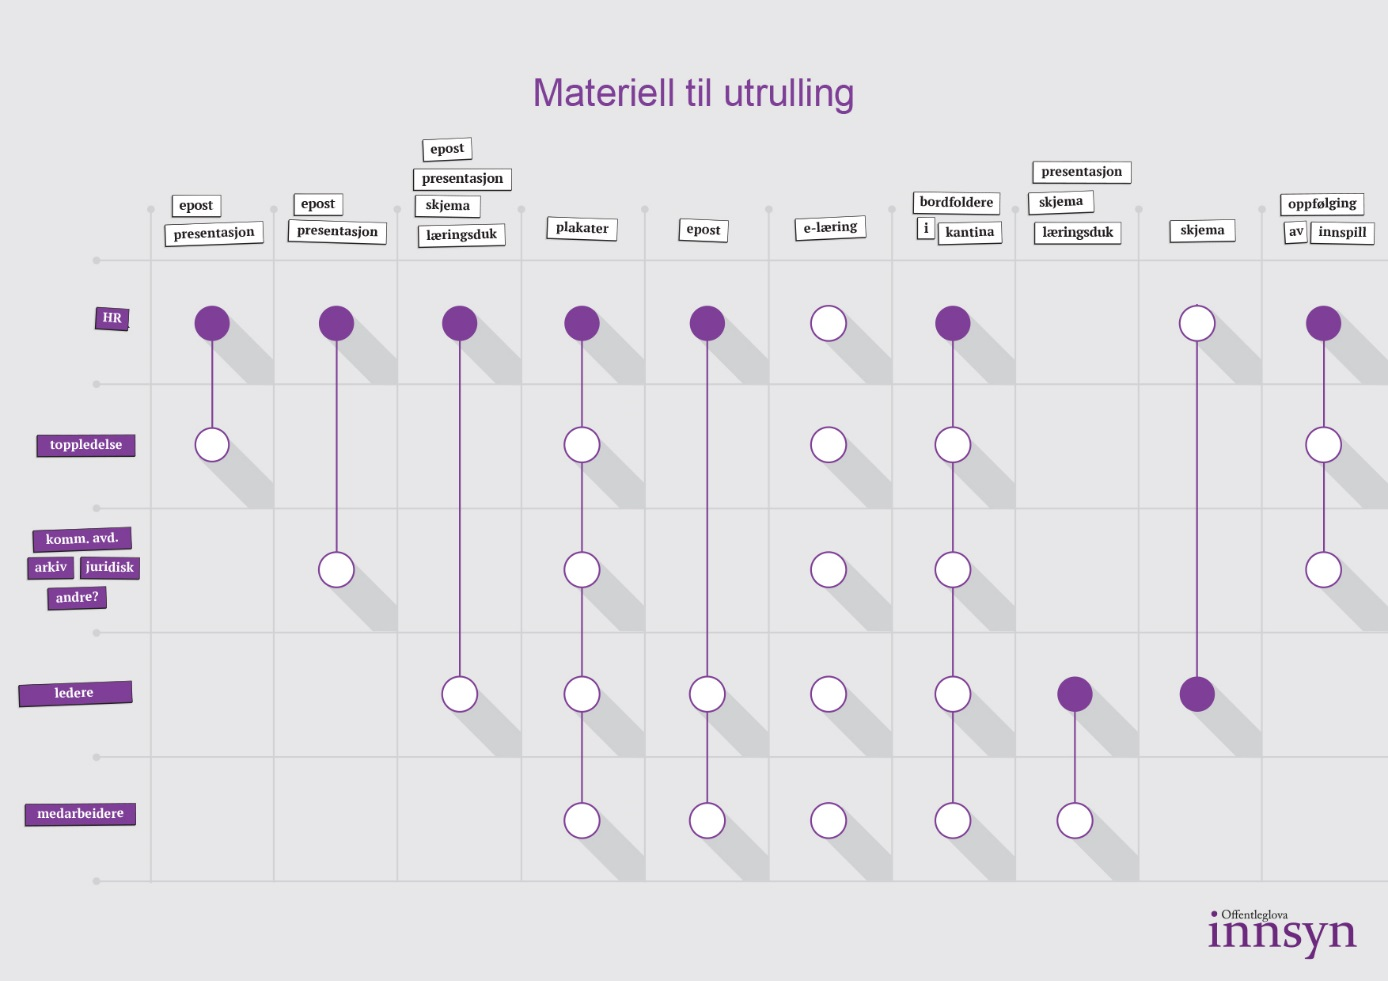 Materiell til utrulling
epost
presentasjon
epost
presentasjon
epost
presentasjon
skjema
læringsduk
plakater
epost
e-læring
bordfoldere
i kantina
presentasjon
skjema
læringsduk
skjema
oppfølging
av innspill
HR
toppledelse
komm. avd.
arkiv juridisk
andre?
ledere
medarbeidere
Offentleglova
innsyn